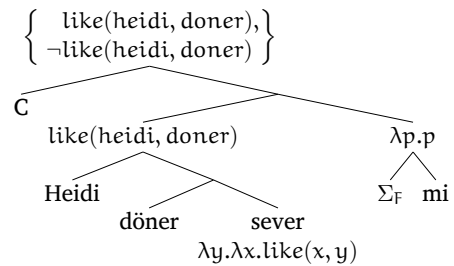 { like(heidi, doner),
¬like(heidi, doner) }
C
like(heidi, doner) λp.p
Heidi Σ_F mi
döner sever
λy.λx.like(x, y)